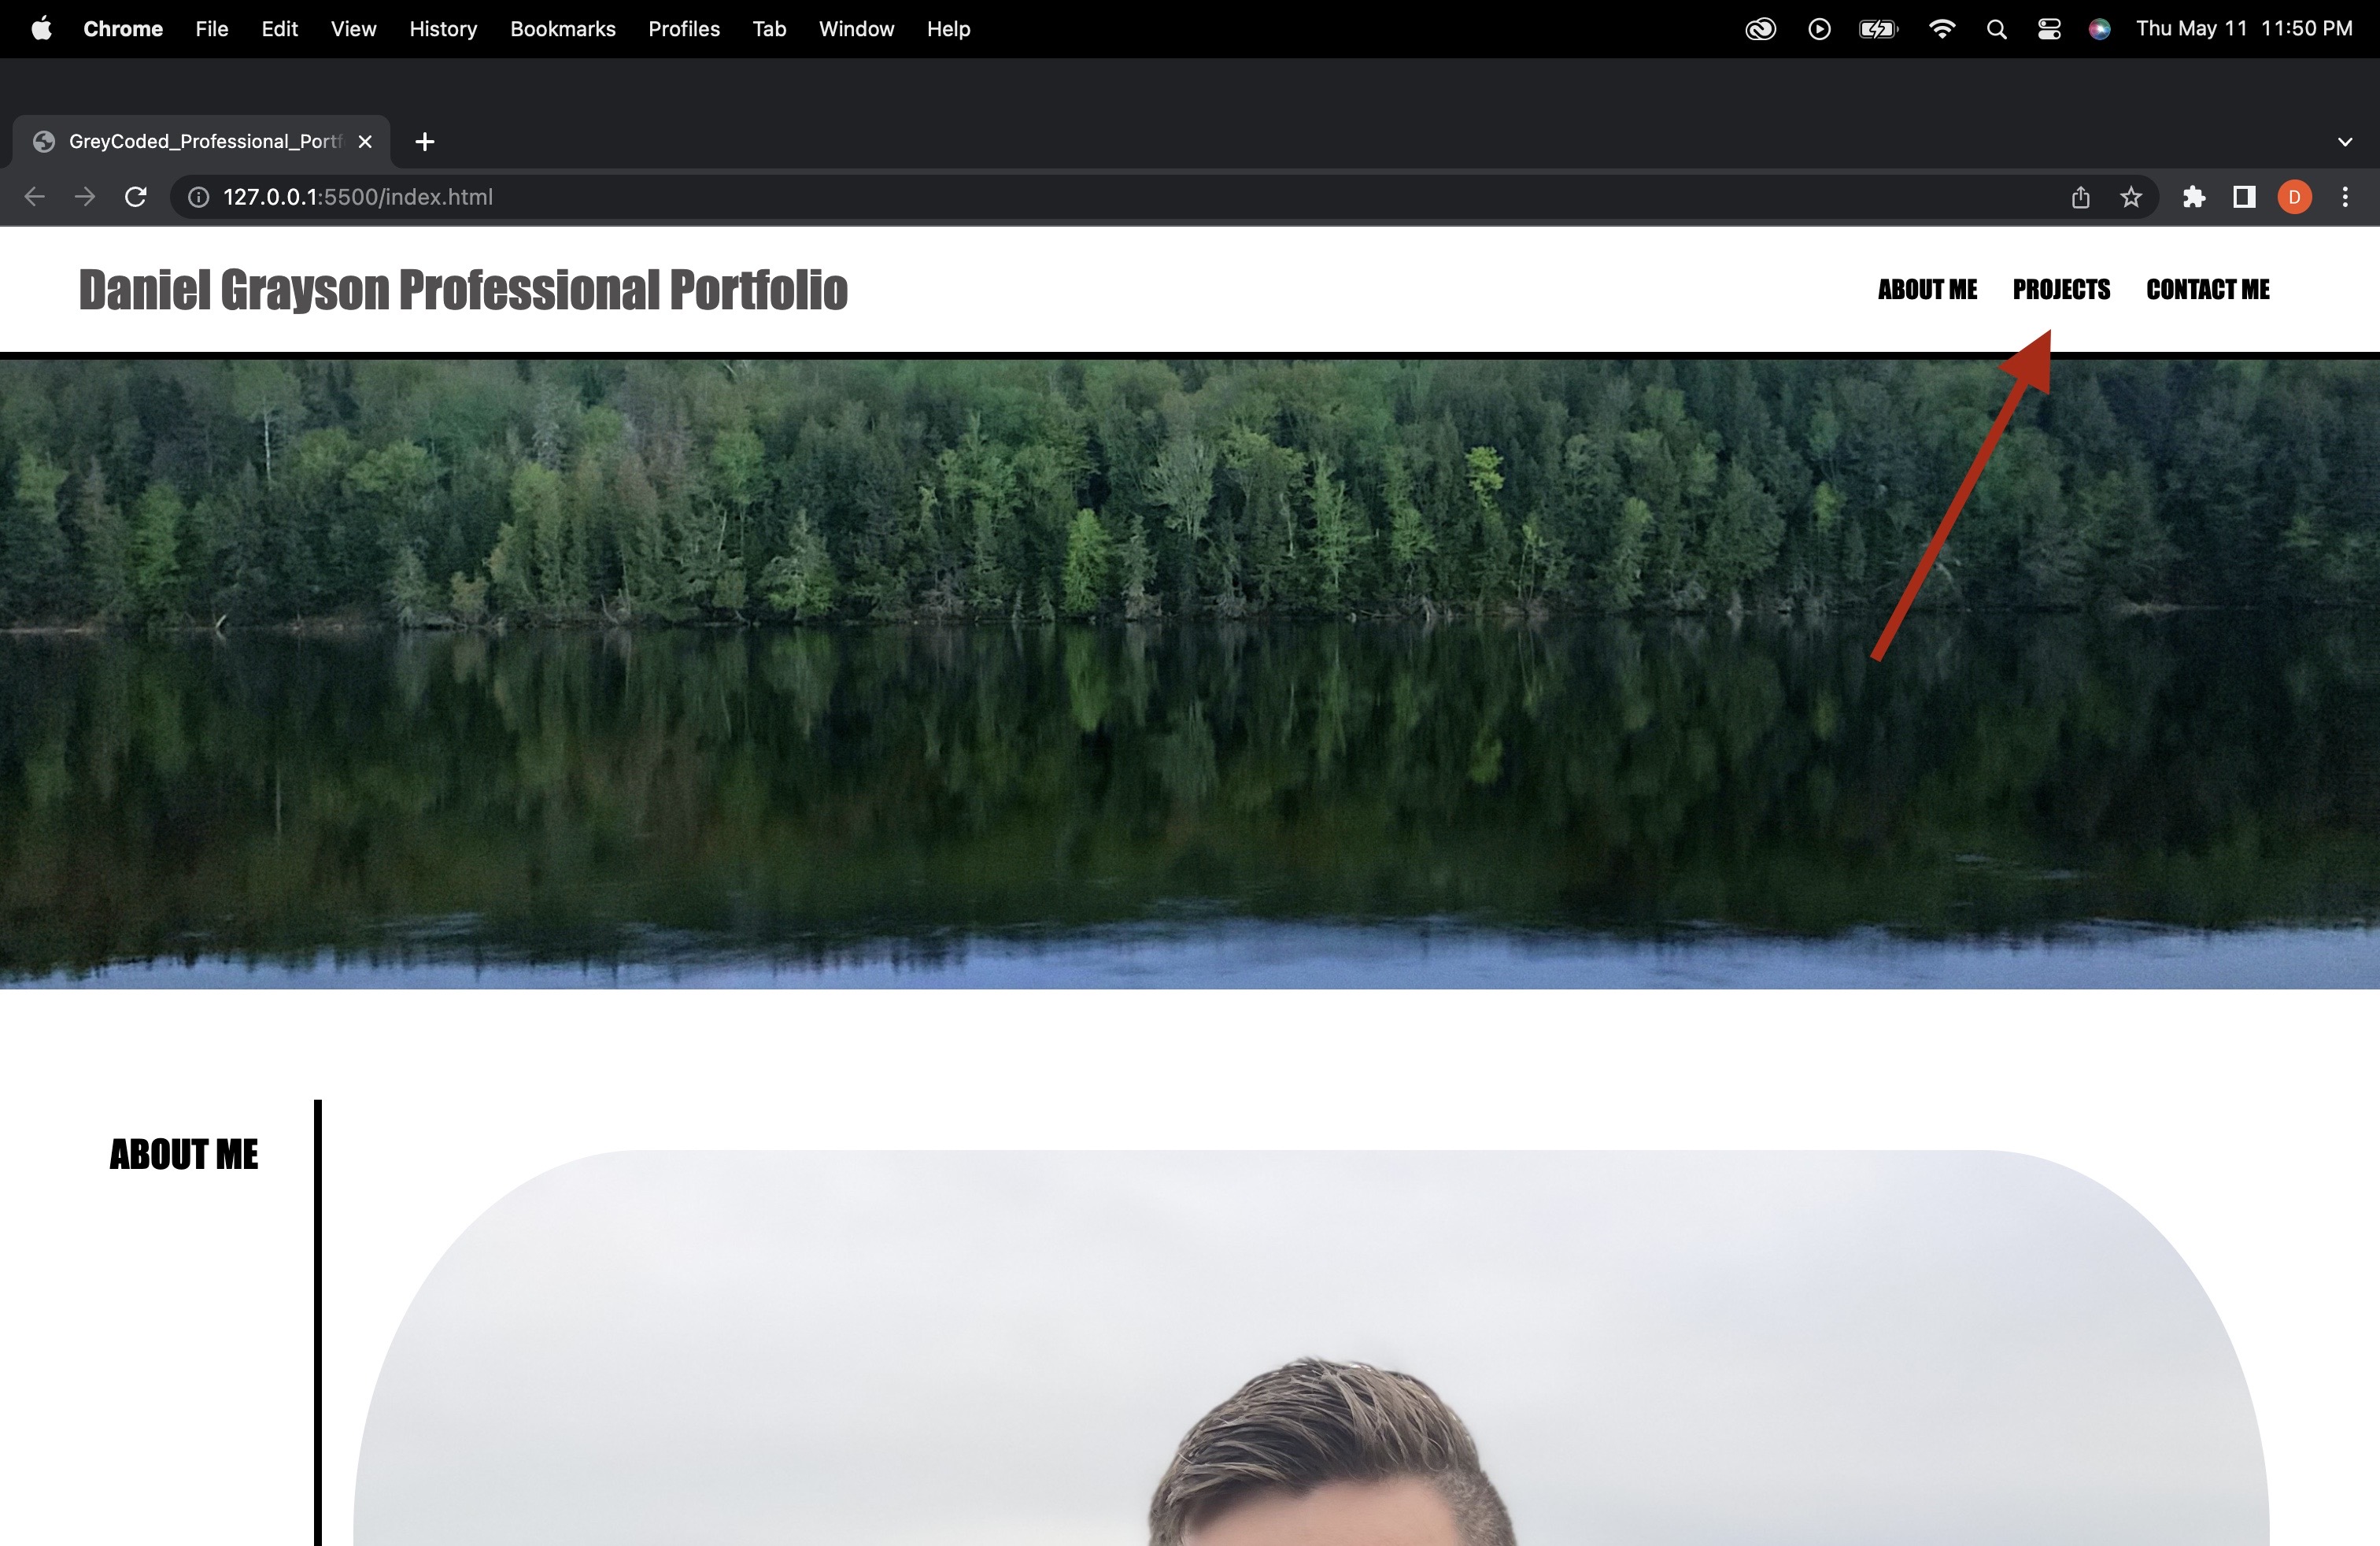 Chrome File Edit View History Bookmarks Profiles Tab Window Help Thu May 11 11:50 PM
GreyCoded_Professional_Portf
127.0.0.1:5500/index.html D
Daniel Grayson Professional Portfolio ABOUT ME PROJECTS CONTACT ME
ABOUT ME